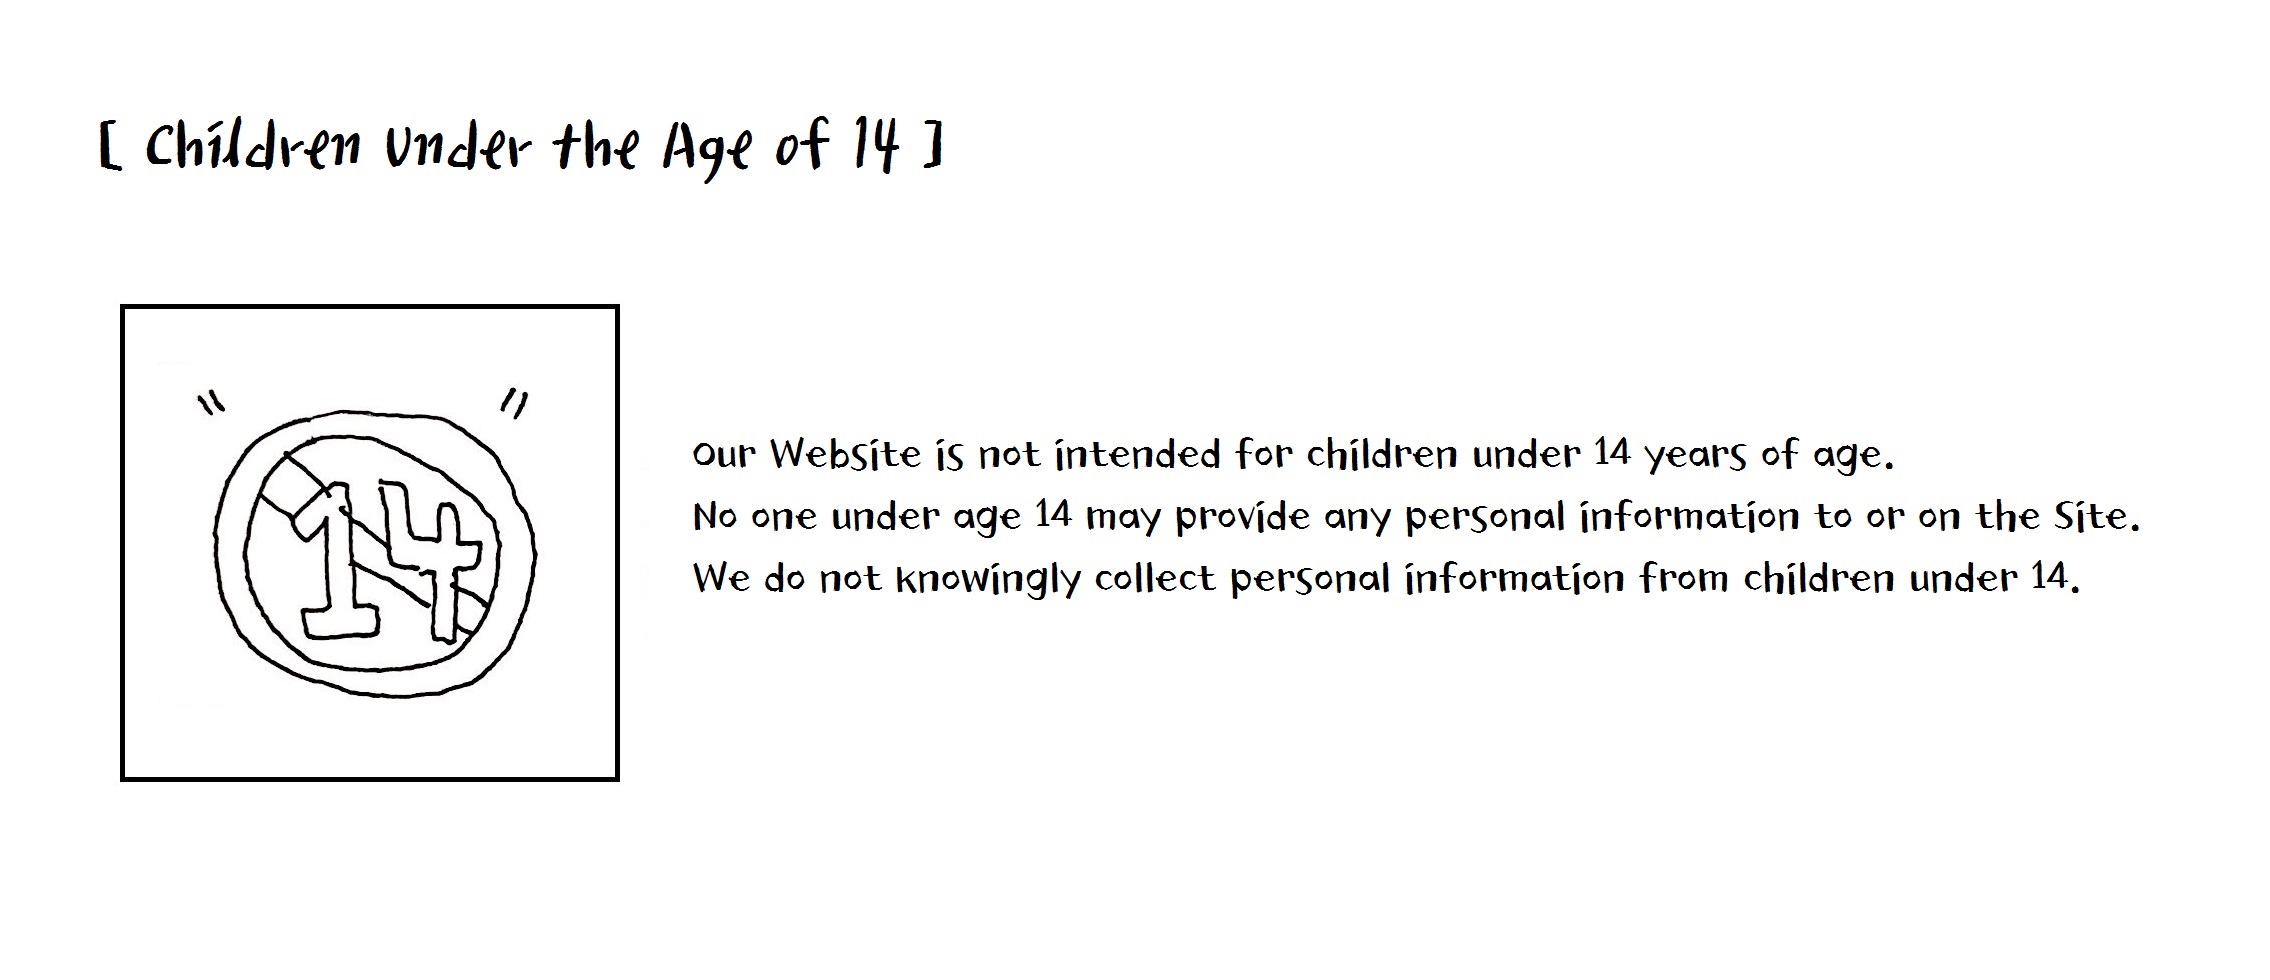 [ Children Under the Age of 14 ]
14
Our Website is not intended for children under 14 years of age.
No one under age 14 may provide any personal information to or on the Site.
We do not knowingly collect personal information from children under 14.